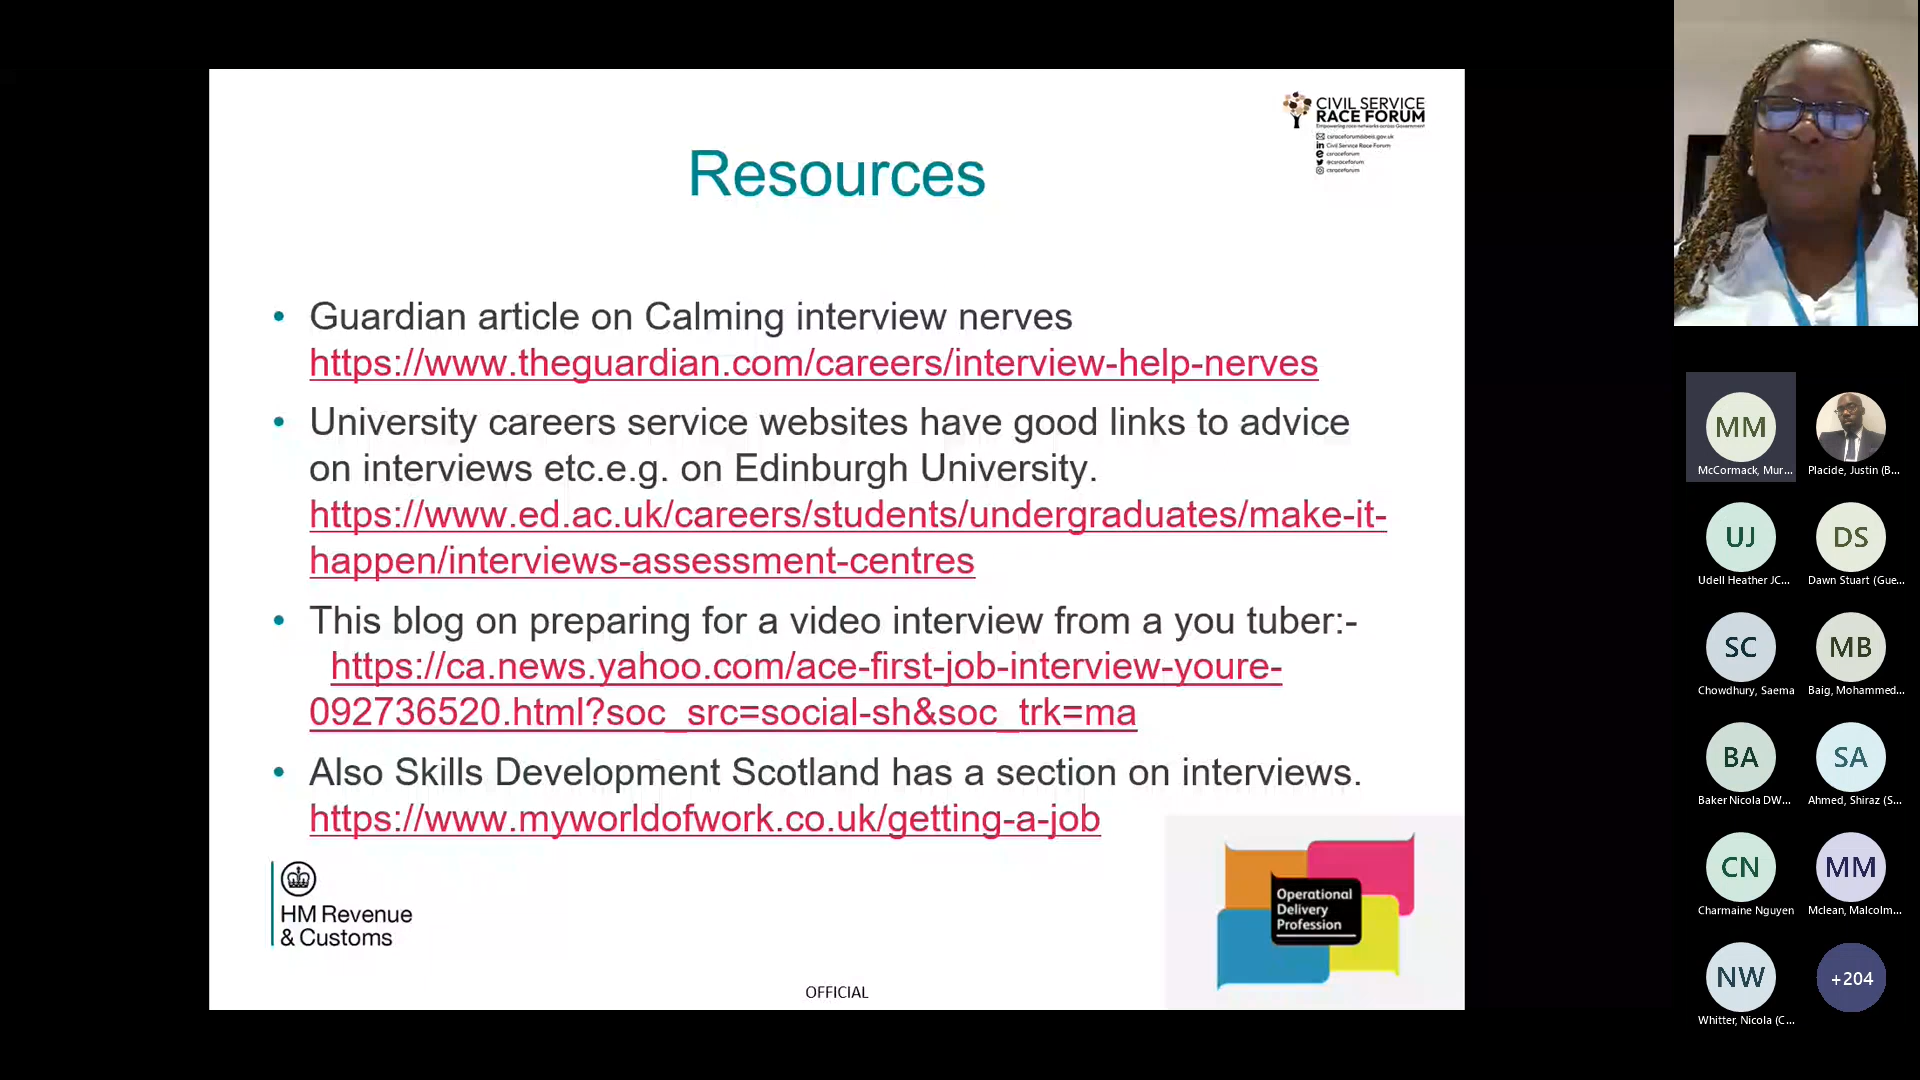 CIVIL SERVICE
RACE FORUM
Empowering race networks across Government
csraceforum@beis.gov.uk
Civil Service Race Forum
csraceforum
@csraceforum
csraceforum
Resources
• Guardian article on Calming interview nerves
https://www.theguardian.com/careers/interview-help-nerves
• University careers service websites have good links to advice
on interviews etc.e.g. on Edinburgh University.
https://www.ed.ac.uk/careers/students/undergraduates/make-it-
happen/interviews-assessment-centres
• This blog on preparing for a video interview from a you tuber:-
https://ca.news.yahoo.com/ace-first-job-interview-youre-
092736520.html?soc_src=social-sh&soc_trk=ma
• Also Skills Development Scotland has a section on interviews.
https://www.myworldofwork.co.uk/getting-a-job
HM Revenue
& Customs
Operational
Delivery
Profession
OFFICIAL
MM
McCormack, Mur...
Placide, Justin (B...
UJ
Udell Heather JC...
DS
Dawn Stuart (Gue...
SC
Chowdhury, Saema
MB
Baig, Mohammed...
BA
Baker Nicola DW...
SA
Ahmed, Shiraz (S...
CN
Charmaine Nguyen
MM
Mclean, Malcolm...
NW
Whitter, Nicola (C...
+204